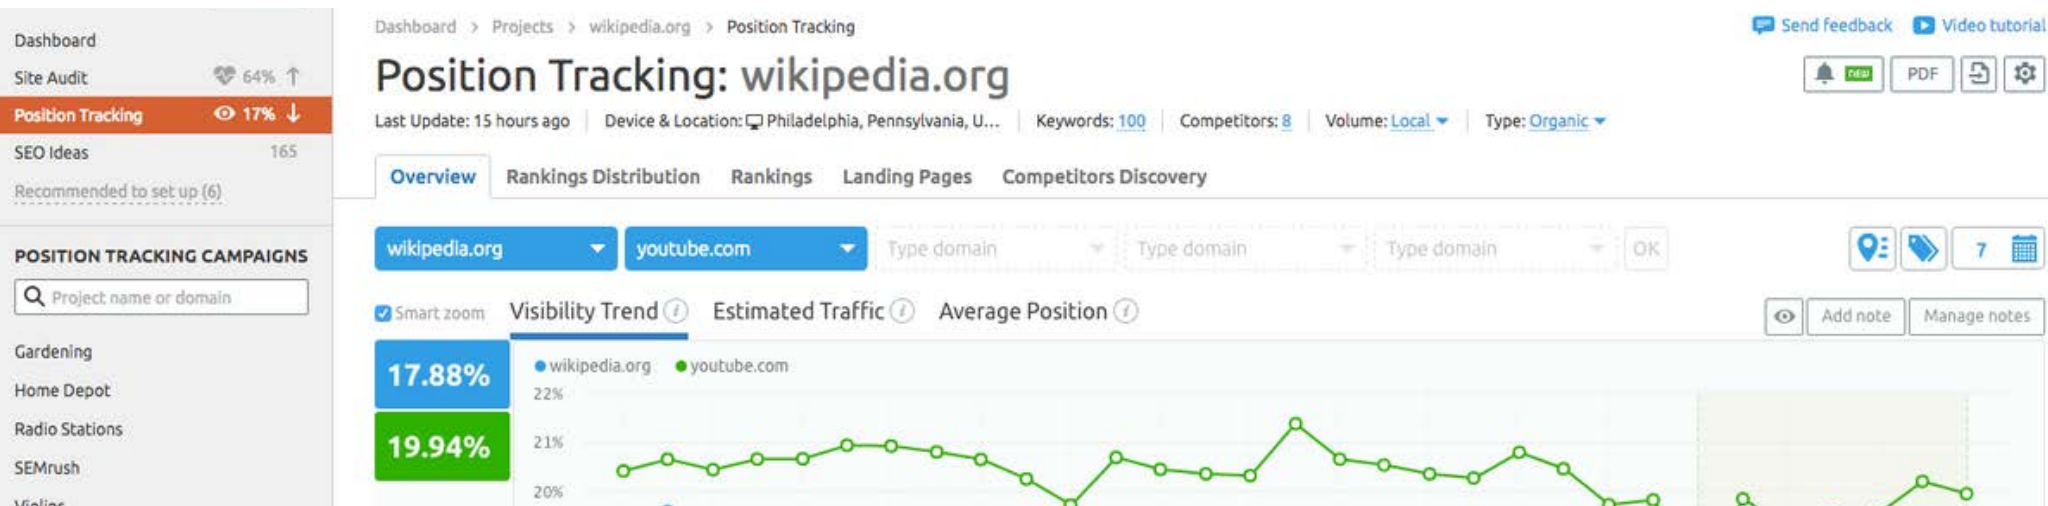 Dashboard
Site Audit 64% ↑
Position Tracking 17% ↓
SEO Ideas 165
Recommended to set up (6)
POSITION TRACKING CAMPAIGNS
Project name or domain
Gardening
Home Depot
Radio Stations
SEMrush
Dashboard > Projects > wikipedia.org > Position Tracking
Send feedback Video tutorial
Position Tracking: wikipedia.org
new PDF
Last Update: 15 hours ago Device & Location: Philadelphia, Pennsylvania, U... Keywords: 100 Competitors: 8 Volume: Local Type: Organic
Overview Rankings Distribution Rankings Landing Pages Competitors Discovery
wikipedia.org youtube.com Type domain Type domain Type domain OK 7
Smart zoom Visibility Trend i Estimated Traffic i Average Position i Add note Manage notes
17.88%
19.94%
wikipedia.org youtube.com
22%
21%
20%